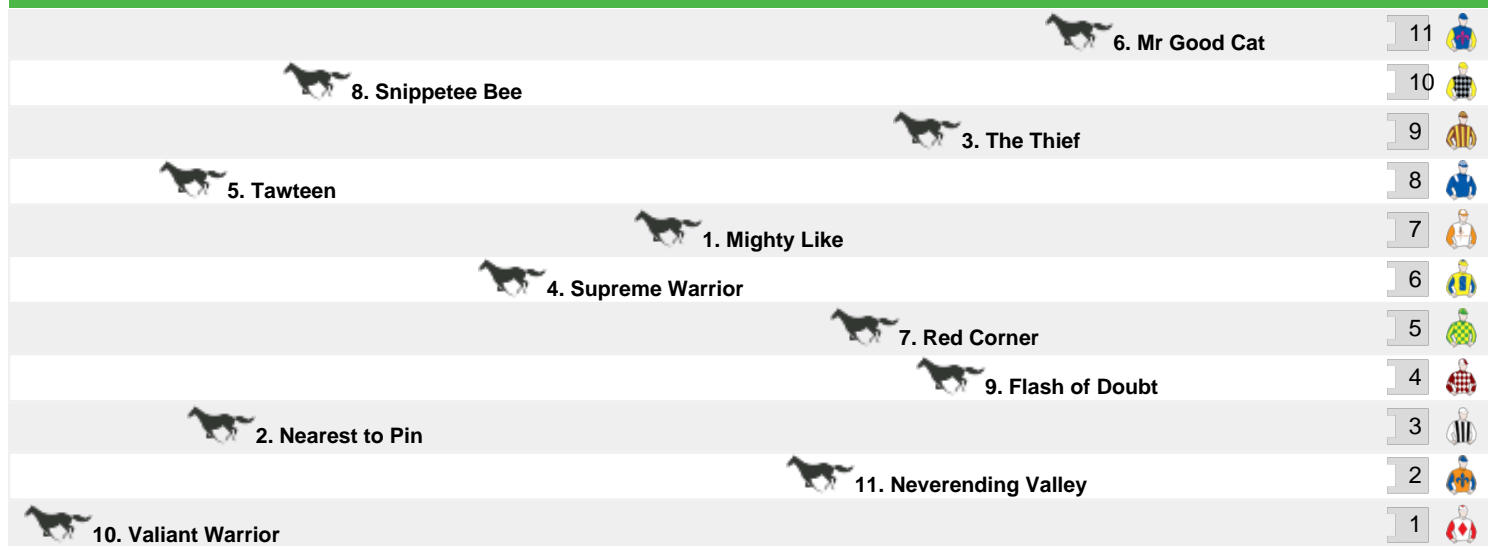 6. Mr Good Cat 11
8. Snippetee Bee 10
3. The Thief 9
5. Tawteen 8
1. Mighty Like 7
4. Supreme Warrior 6
7. Red Corner 5
9. Flash of Doubt 4
2. Nearest to Pin 3
11. Neverending Valley 2
10. Valiant Warrior 1